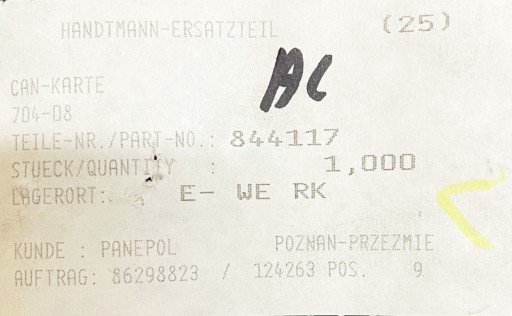 HANDTMANN-ERSATZTEIL (25)
AC
CAN-KARTE
704-08
TEILE-NR./PART-NO.: 844117
STUECK/QUANTITY : 1,000
LAGERORT: E- WE RK
KUNDE : PANEPOL POZNAN-PRZEZMIE
AUFTRAG: 86298823 / 124263 POS. 9